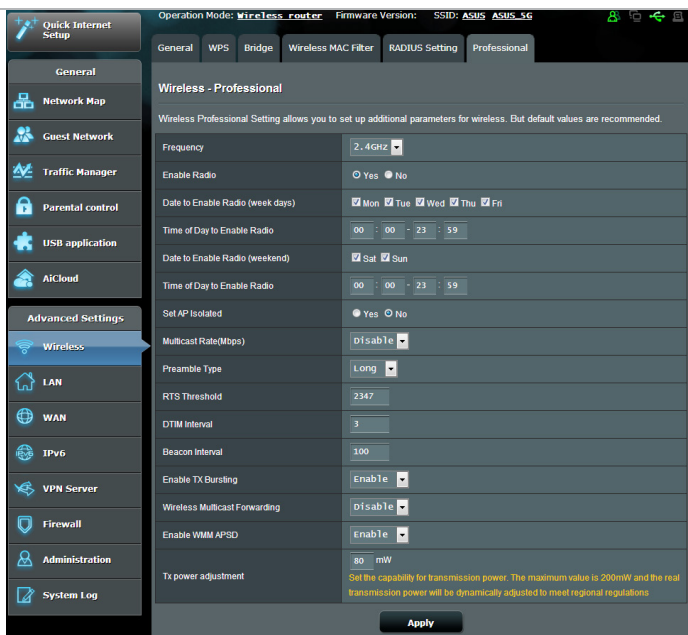 Quick Internet
Setup
Operation Mode: Wireless router Firmware Version: SSID: ASUS ASUS_5G
General WPS Bridge Wireless MAC Filter RADIUS Setting Professional
General
Network Map
Guest Network
Traffic Manager
Parental control
USB application
AiCloud
Advanced Settings
Wireless
LAN
WAN
IPv6
IPv6
VPN Server
Firewall
Administration
System Log
Wireless - Professional
Wireless Professional Setting allows you to set up additional parameters for wireless. But default values are recommended.
Frequency 2.4GHz
Enable Radio Yes No
Date to Enable Radio (week days) Mon Tue Wed Thu Fri
Time of Day to Enable Radio 00 : 00 - 23 : 59
Date to Enable Radio (weekend) Sat Sun
Time of Day to Enable Radio 00 : 00 - 23 : 59
Set AP Isolated Yes No
Multicast Rate(Mbps) Disable
Preamble Type Long
RTS Threshold 2347
DTIM Interval 3
Beacon Interval 100
Enable TX Bursting Enable
Wireless Multicast Forwarding Disable
Enable WMM APSD Enable
Tx power adjustment 80 mW
Set the capability for transmission power. The maximum value is 200mW and the real
transmission power will be dynamically adjusted to meet regional regulations
Apply